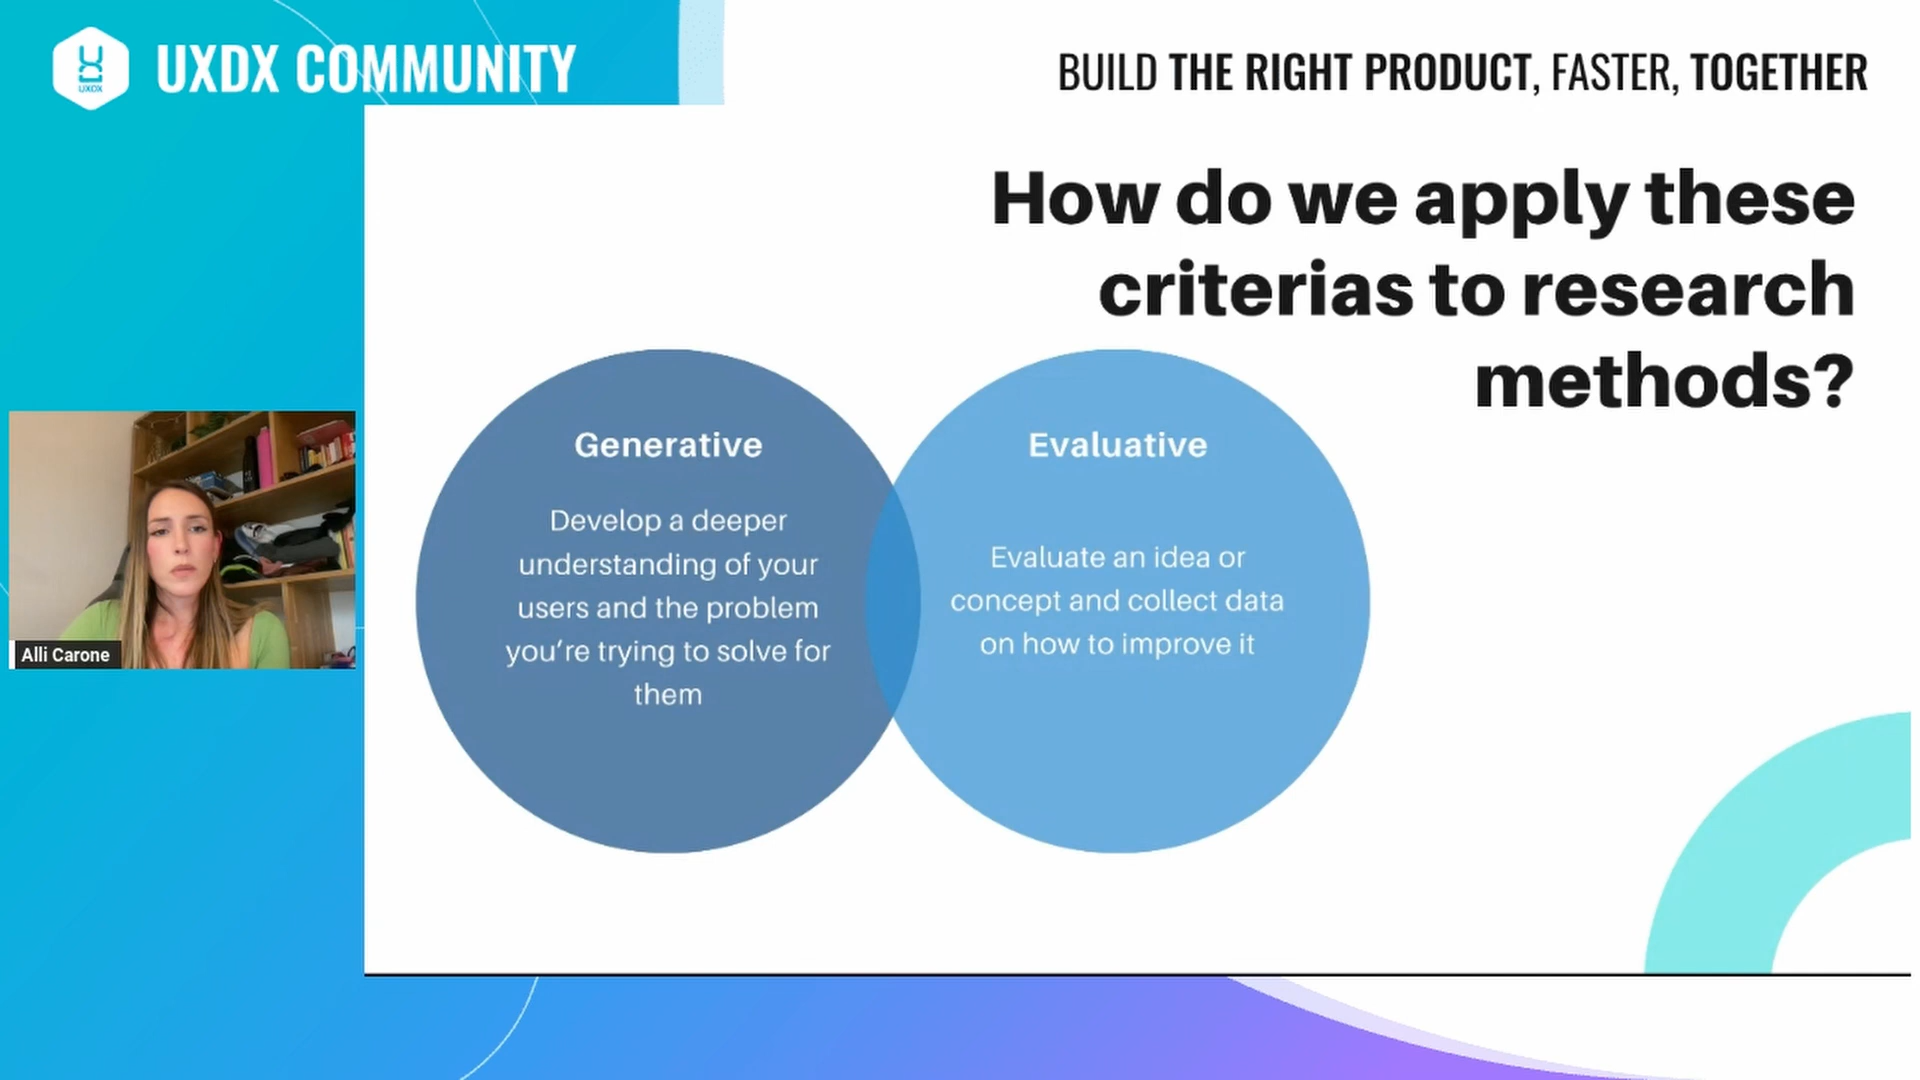 UXDX
UXDX COMMUNITY
BUILD THE RIGHT PRODUCT, FASTER, TOGETHER
How do we apply these
criterias to research
methods?
Generative
Develop a deeper
understanding of your
users and the problem
you’re trying to solve for
them
Evaluative
Evaluate an idea or
concept and collect data
on how to improve it
Alli Carone